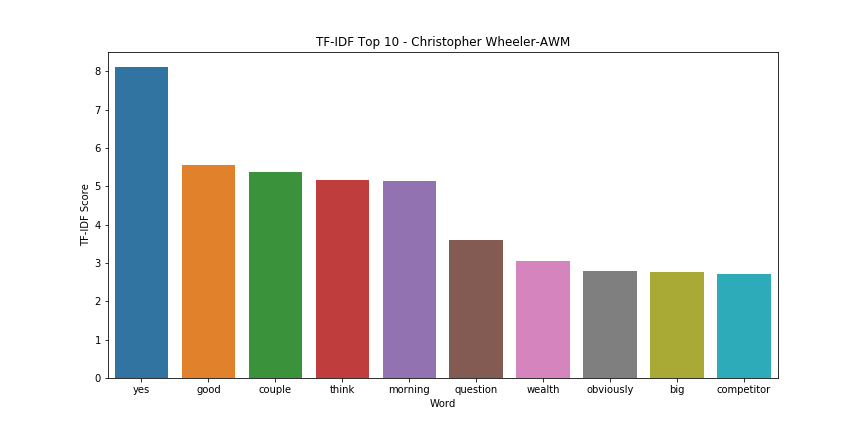 TF-IDF Top 10 - Christopher Wheeler-AWM
TF-IDF Score
8
7
6
5
4
3
2
1
0
yes good couple think morning question wealth obviously big competitor
Word